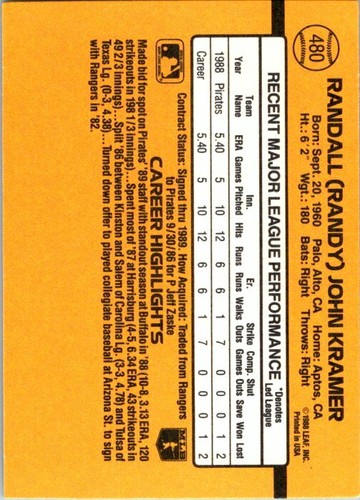 480
RANDALL (RANDY) JOHN KRAMER
Born: Sept. 20, 1960 Palo, Alto, CA Home: Aptos, CA
Ht.: 6' 2" Wgt.: 180 Bats: Right Throws: Right
© 1988 LEAF, INC.
Printed in USA
RECENT MAJOR LEAGUE PERFORMANCE
*Denotes
Led League
Team Inn. Er. Strike Comp. Shut
Year Name ERA Games Pitched Hits Runs Runs Walks Outs Games Outs Save Won Lost
1988 Pirates 5.40 5 10 12 6 6 1 7 0 0 0 1 2
Career 5.40 5 10 12 6 6 1 7 0 0 0 1 2
Contract Status: Signed thru 1989. How Acquired: Traded from Rangers
to Pirates 9/30/86 for P Jeff Zaske
CAREER HIGHLIGHTS
Made bid for spot on Pirates' '89 staff with standout season at Buffalo in '88 (10-8, 3.13 ERA, 120
strikeouts in 198 1/3 innings)...Spent most of '87 at Harrisburg (4-5, 6.34 ERA, 43 strikeouts in
49 2/3 innings)...Split '86 between Kinston and Salem of Carolina Lg. (3-3, 4.78) and Tulsa of
Texas Lg. (0-3, 4.38)... Turned down offer to played collegiate baseball at Arizona St. to sign
with Rangers in '82.
MLB